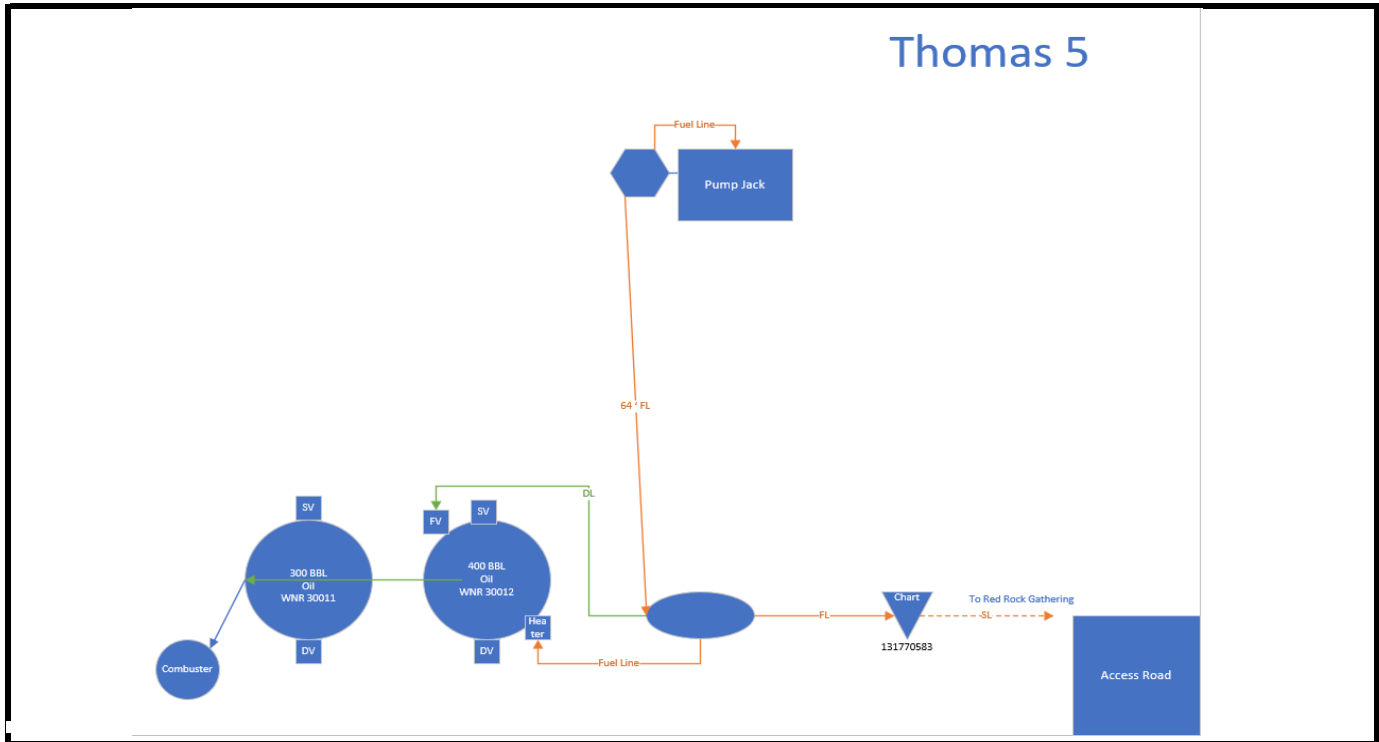 Thomas 5
Fuel Line
Pump Jack
64 ' FL
DL
SV
FV
SV
300 BBL
Oil
WNR 30011
400 BBL
Oil
WNR 30012
Hea
ter
DV
DV
Combuster
Fuel Line
FL
Chart
131770583
To Red Rock Gathering
SL
Access Road